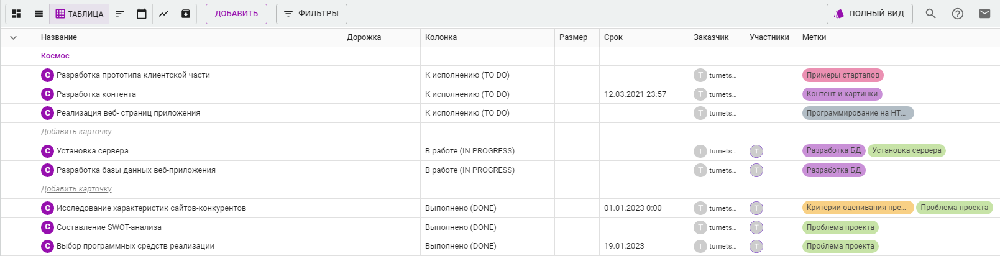 ТАБЛИЦА ДОБАВИТЬ ФИЛЬТРЫ ПОЛНЫЙ ВИД
Название Дорожка Колонка Размер Срок Заказчик Участники Метки
Космос
С Разработка прототипа клиентской части К исполнению (TO DO) T turnets... Примеры стартапов
С Разработка контента К исполнению (TO DO) 12.03.2021 23:57 T turnets... Контент и картинки
С Реализация веб- страниц приложения К исполнению (TO DO) T turnets... Программирование на HT...
Добавить карточку
С Установка сервера В работе (IN PROGRESS) T turnets... T Разработка БД Установка сервера
С Разработка базы данных веб-приложения В работе (IN PROGRESS) T turnets... T Разработка БД
Добавить карточку
С Исследование характеристик сайтов-конкурентов Выполнено (DONE) 01.01.2023 0:00 T turnets... T Критерии оценивания пре... Проблема проекта
С Составление SWOT-анализа Выполнено (DONE) T turnets... T Проблема проекта
С Выбор программных средств реализации Выполнено (DONE) 19.01.2023 T turnets... T Проблема проекта